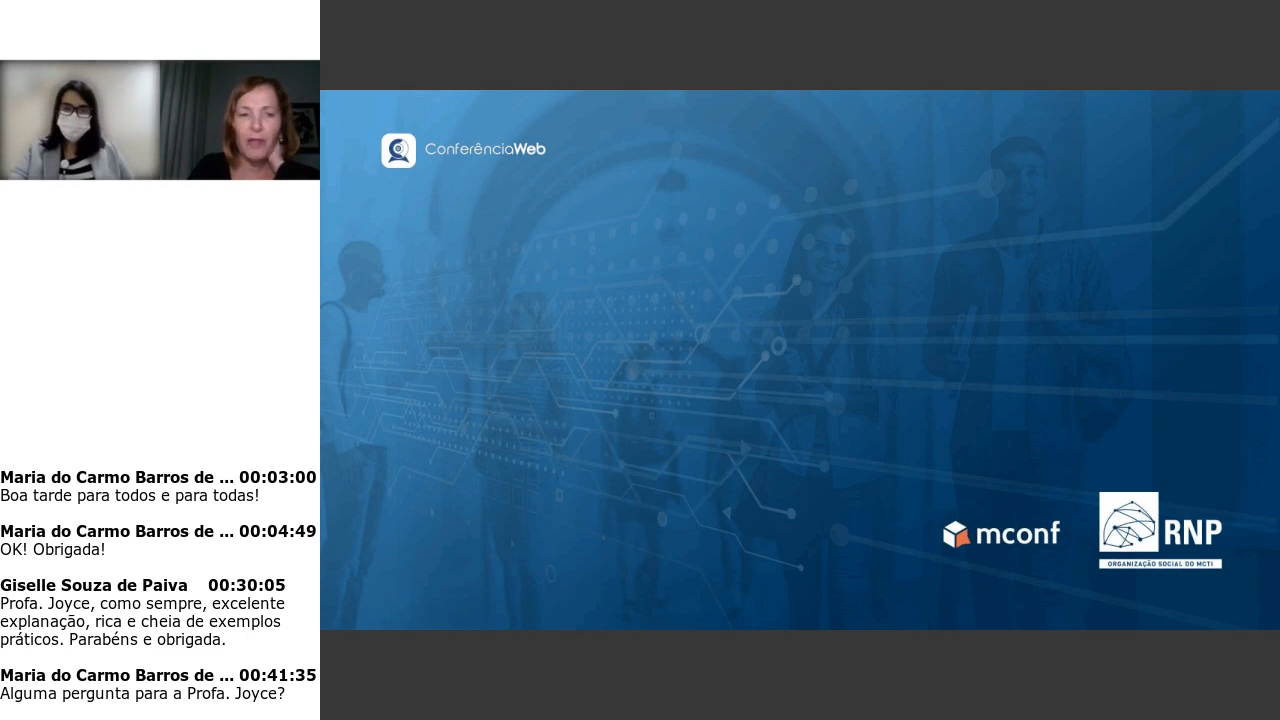 ConferênciaWeb
mconf
RNP
ORGANIZAÇÃO SOCIAL DO MCTI
Maria do Carmo Barros de ... 00:03:00
Boa tarde para todos e para todas!
Maria do Carmo Barros de ... 00:04:49
OK! Obrigada!
Giselle Souza de Paiva 00:30:05
Profa. Joyce, como sempre, excelente
explanação, rica e cheia de exemplos
práticos. Parabéns e obrigada.
Maria do Carmo Barros de ... 00:41:35
Alguma pergunta para a Profa. Joyce?